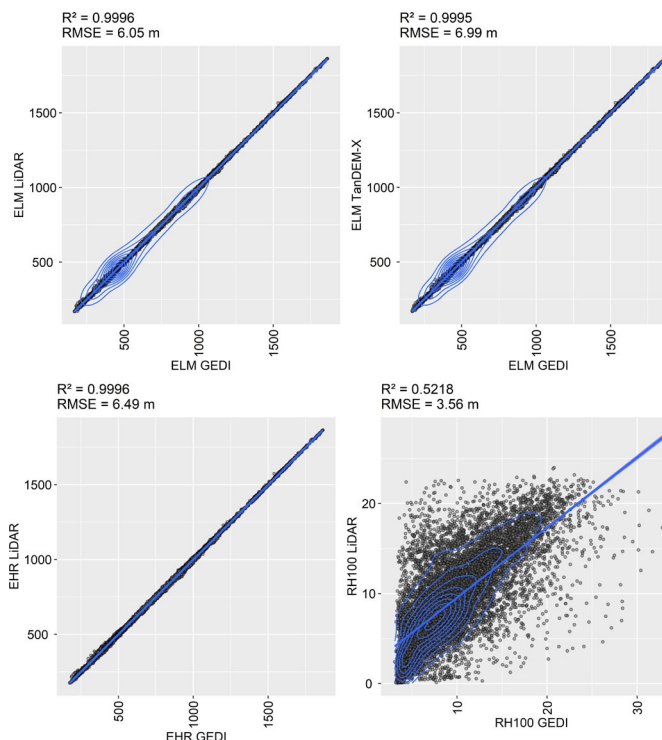 R² = 0.9996
RMSE = 6.05 m
1500
1000
500
ELM LiDAR
500
1000
1500
ELM GEDI
R² = 0.9995
RMSE = 6.99 m
1500
1000
500
ELM TanDEM-X
500
1000
1500
ELM GEDI
R² = 0.9996
RMSE = 6.49 m
1500
1000
500
EHR LiDAR
500
1000
1500
EHR GEDI
R² = 0.5218
RMSE = 3.56 m
20
10
0
RH100 LiDAR
10
20
30
RH100 GEDI